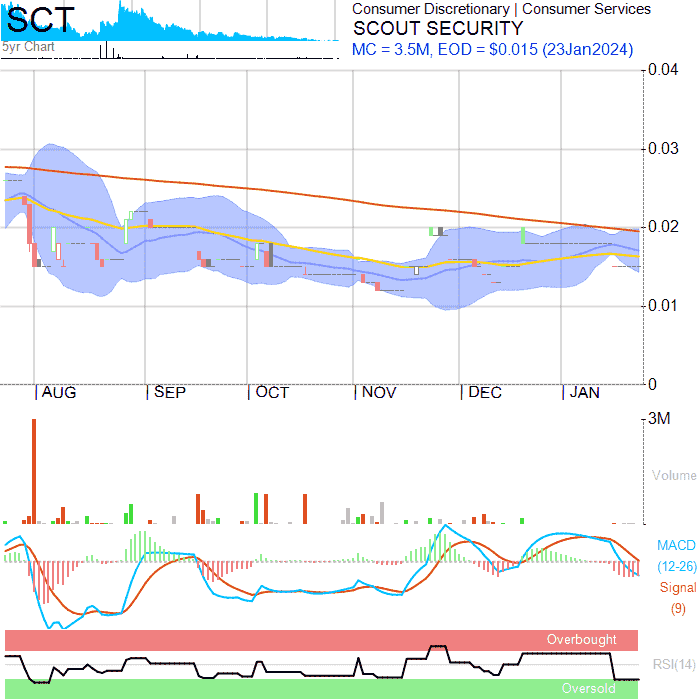 SCT
5yr Chart
Consumer Discretionary | Consumer Services
SCOUT SECURITY
MC = 3.5M, EOD = $0.015 (23Jan2024)
0.04
0.03
0.02
0.01
0
AUG SEP OCT NOV DEC JAN
3M
Volume
MACD
(12-26)
Signal
(9)
Overbought
RSI(14)
Oversold